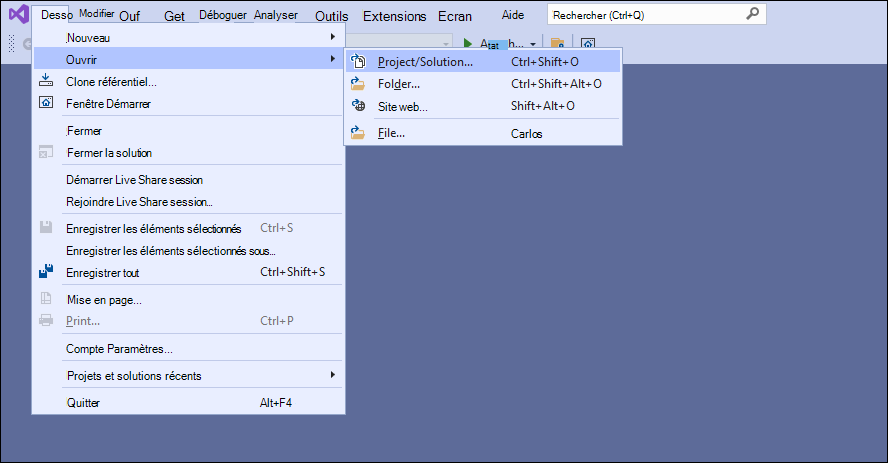 Desso Modifier Ouf Get Déboguer Analyser Outils Extensions Ecran Aide Rechercher (Ctrl+Q)
Nouveau
Ouvrir
Project/Solution... Ctrl+Shift+O
Clone référentiel...
Folder... Ctrl+Shift+Alt+O
Fenêtre Démarrer
Site web... Shift+Alt+O
Fermer
File... Carlos
Fermer la solution
Démarrer Live Share session
Rejoindre Live Share session...
Enregistrer les éléments sélectionnés Ctrl+S
Enregistrer les éléments sélectionnés sous...
Enregistrer tout Ctrl+Shift+S
Mise en page...
Print... Ctrl+P
Compte Paramètres...
Projets et solutions récents
Quitter Alt+F4